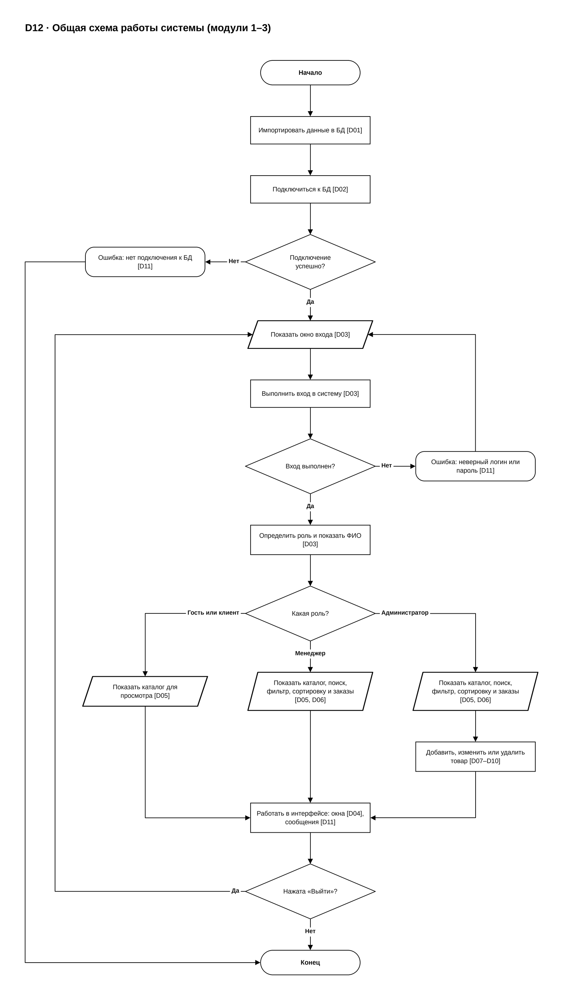 D12 · Общая схема работы системы (модули 1–3)
Начало
Импортировать данные в БД [D01]
Подключиться к БД [D02]
Подключение
успешно?
Нет
Ошибка: нет подключения к БД
[D11]
Да
Показать окно входа [D03]
Выполнить вход в систему [D03]
Вход выполнен?
Нет
Ошибка: неверный логин или
пароль [D11]
Да
Определить роль и показать ФИО
[D03]
Какая роль?
Гость или клиент
Администратор
Менеджер
Показать каталог для
просмотра [D05]
Показать каталог, поиск,
фильтр, сортировку и заказы
[D05, D06]
Показать каталог, поиск,
фильтр, сортировку и заказы
[D05, D06]
Добавить, изменить или удалить
товар [D07–D10]
Работать в интерфейсе: окна [D04],
сообщения [D11]
Нажата «Выйти»?
Да
Нет
Конец